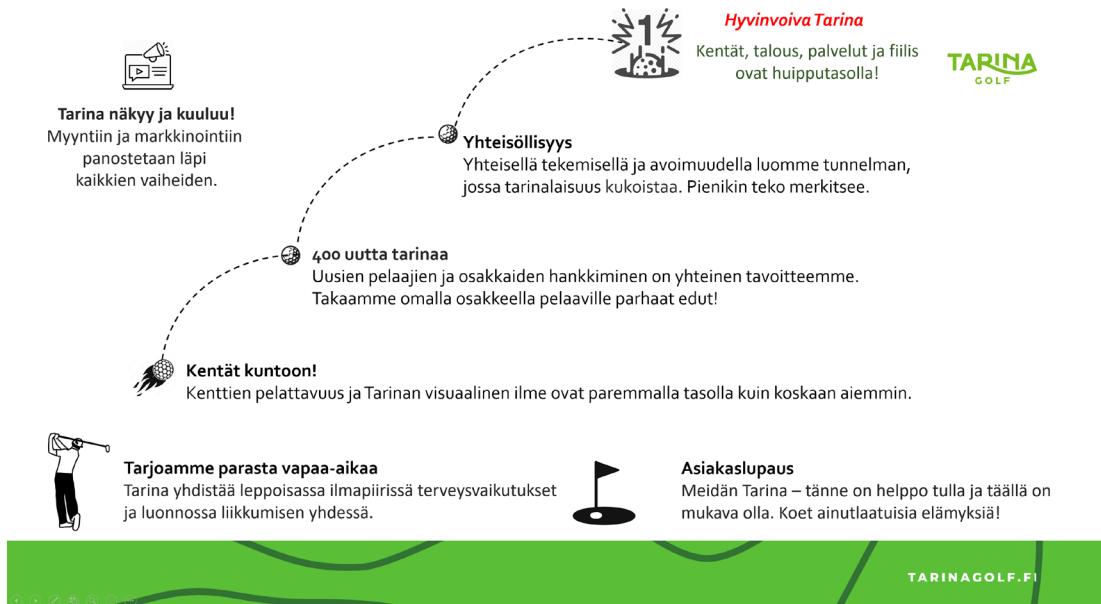 Hyvinvoiva Tarina
Kentät, talous, palvelut ja fiilis
ovat huipputasolla!
TARINA
GOLF
1
Tarina näkyy ja kuuluu!
Myyntiin ja markkinointiin
panostetaan läpi
kaikkien vaiheiden.
Yhteisöllisyys
Yhteisellä tekemisellä ja avoimuudella luomme tunnelman,
jossa tarinalaisuus kukoistaa. Pienikin teko merkitsee.
400 uutta tarinaa
Uusien pelaajien ja osakkaiden hankkiminen on yhteinen tavoitteemme.
Takaamme omalla osakkeella pelaaville parhaat edut!
Kentät kuntoon!
Kenttien pelattavuus ja Tarinan visuaalinen ilme ovat paremmalla tasolla kuin koskaan aiemmin.
Tarjoamme parasta vapaa-aikaa
Tarina yhdistää leppoisassa ilmapiirissä terveysvaikutukset
ja luonnossa liikkumisen yhdessä.
Asiakaslupaus
Meidän Tarina – tänne on helppo tulla ja täällä on
mukava olla. Koet ainutlaatuisia elämyksiä!
TARINAGOLF.FI